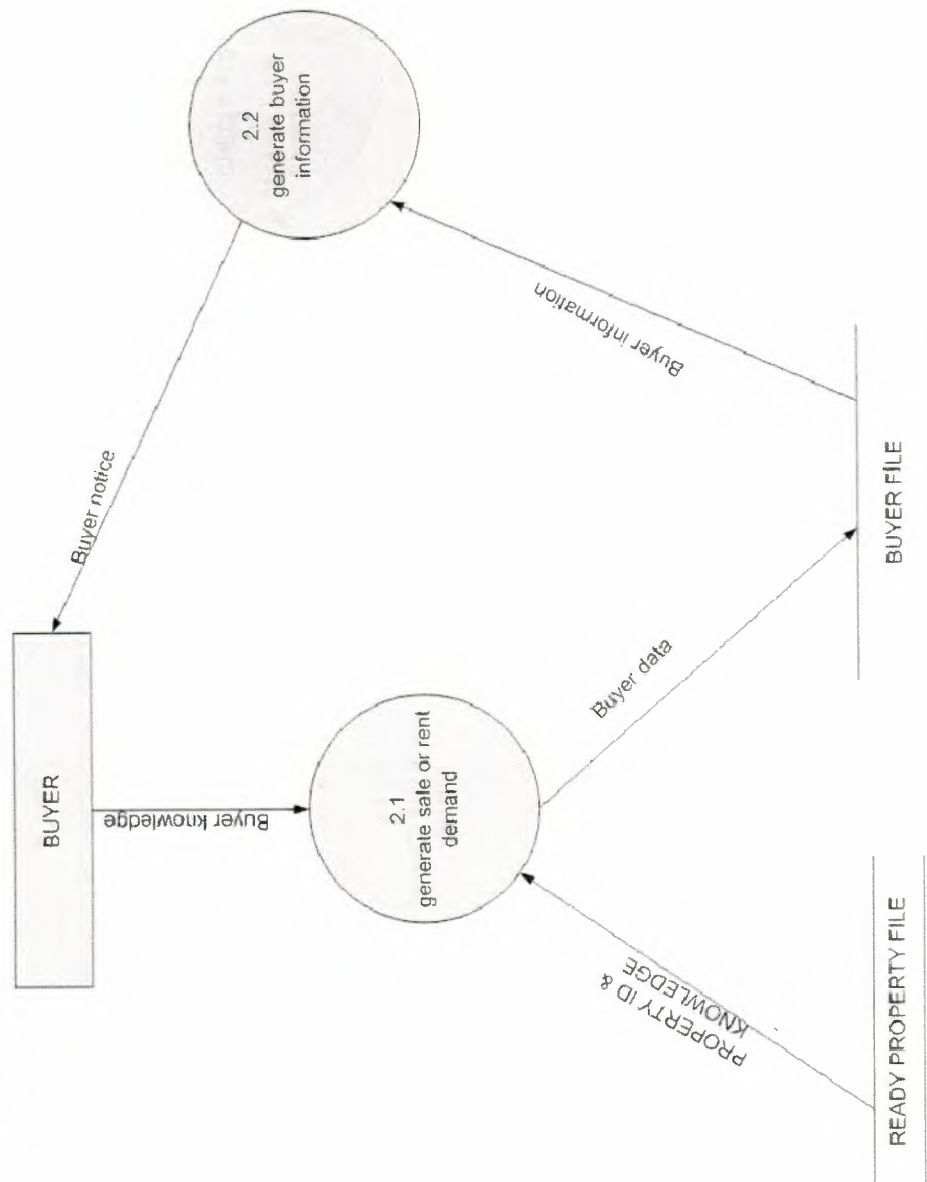 BUYER
Buyer knowledge
Buyer notice
2.1
generate sale or rent
demand
2.2
generate buyer
information
PROPERTY ID &
KNOWLEDGE
Buyer data
Buyer information
READY PROPERTY FILE
BUYER FILE